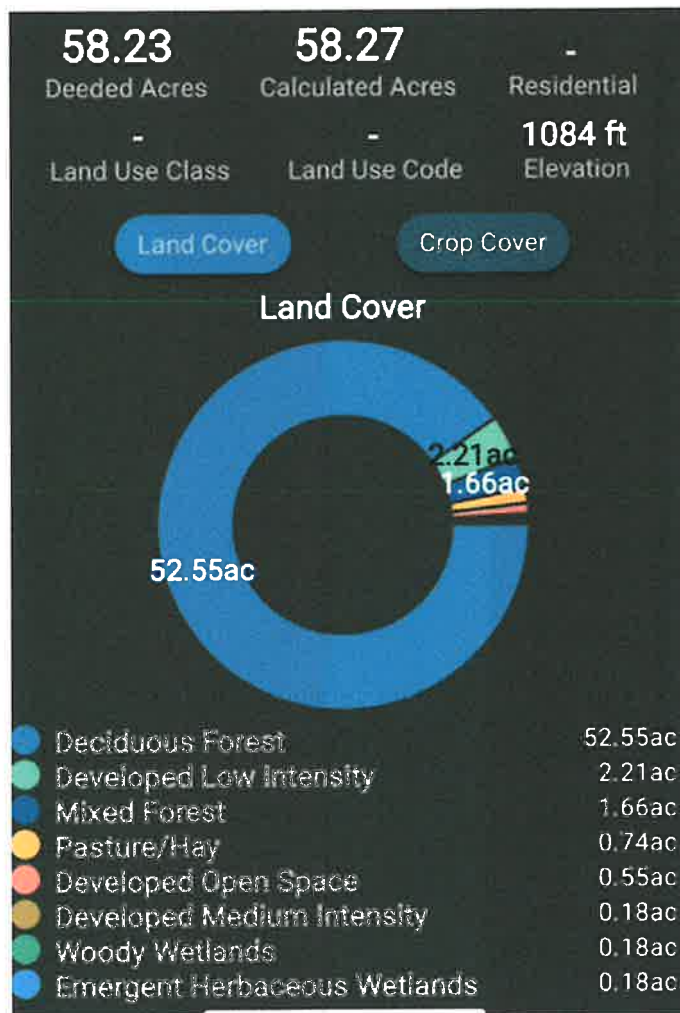 58.23 58.27 -
Deeded Acres Calculated Acres Residential
- - 1084 ft
Land Use Class Land Use Code Elevation
Land Cover Crop Cover
Land Cover
2.21ac
1.66ac
52.55ac
Deciduous Forest 52.55ac
Developed Low Intensity 2.21ac
Mixed Forest 1.66ac
Pasture/Hay 0.74ac
Developed Open Space 0.55ac
Developed Medium Intensity 0.18ac
Woody Wetlands 0.18ac
Emergent Herbaceous Wetlands 0.18ac